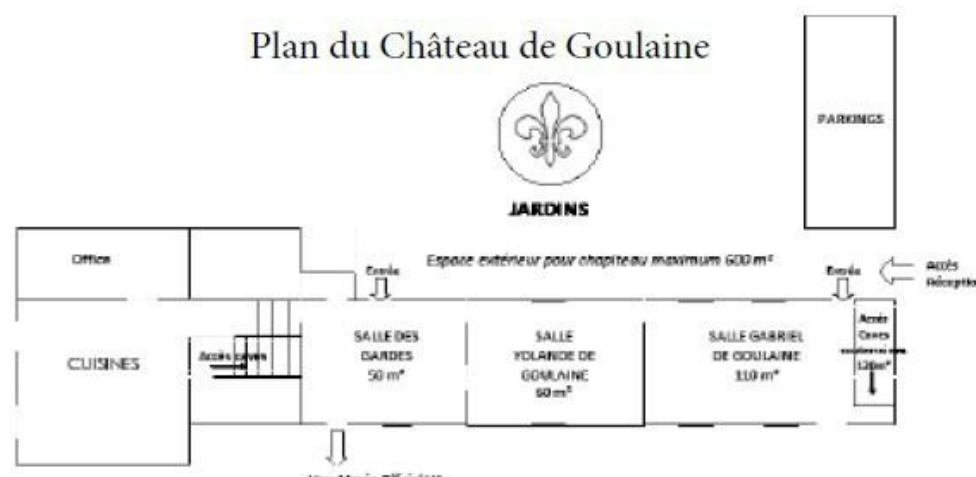 Plan du Château de Goulaine
PARKINGS
JARDINS
Office
Entrée
Espace extérieur pour chapiteau maximum 600 m²
Entrée
Accès
Réceptio
CUISINES
Accès caves
SALLE DES
GARDES
50 m²
SALLE
YOLANDE DE
GOULAINE
60 m²
SALLE GABRIEL
DE GOULAINE
110 m²
Accès
Caves
120m²